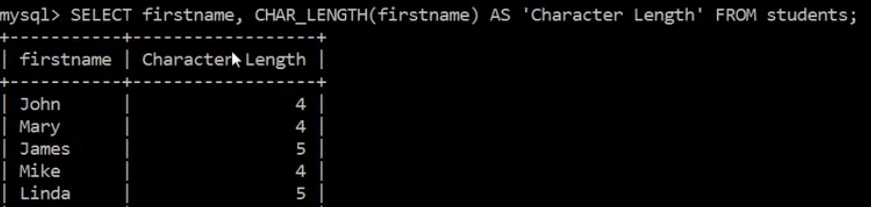 mysql> SELECT firstname, CHAR_LENGTH(firstname) AS 'Character Length' FROM students;
+-----------+------------------+
| firstname | Character Length |
+-----------+------------------+
| John      |                4 |
| Mary      |                4 |
| James     |                5 |
| Mike      |                4 |
| Linda     |                5 |